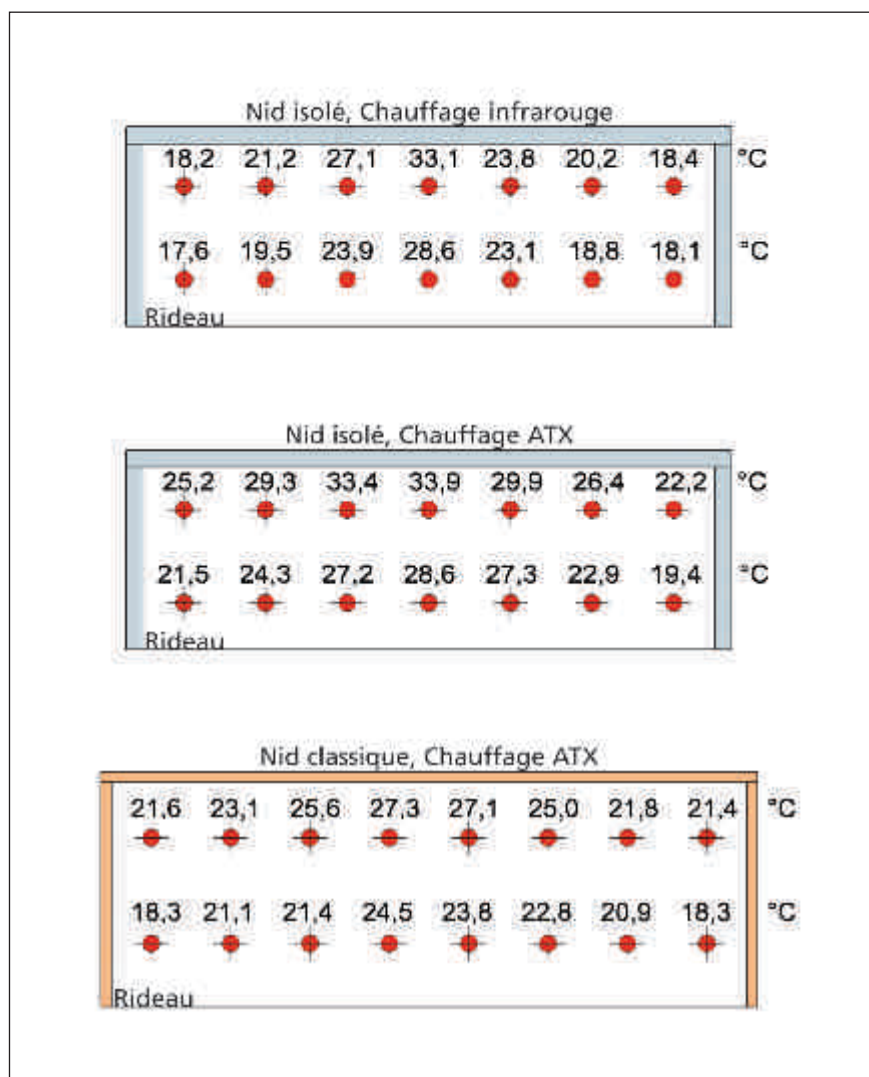 Nid isolé, Chauffage infrarouge
18,2 21,2 27,1 33,1 23,8 20,2 18,4 °C
17,6 19,5 23,9 28,6 23,1 18,8 18,1 °C
Rideau
Nid isolé, Chauffage ATX
25,2 29,3 33,4 33,9 29,9 26,4 22,2 °C
21,5 24,3 27,2 28,6 27,3 22,9 19,4 °C
Rideau
Nid classique, Chauffage ATX
21,6 23,1 25,6 27,3 27,1 25,0 21,8 21,4 °C
18,3 21,1 21,4 24,5 23,8 22,8 20,9 18,3 °C
Rideau